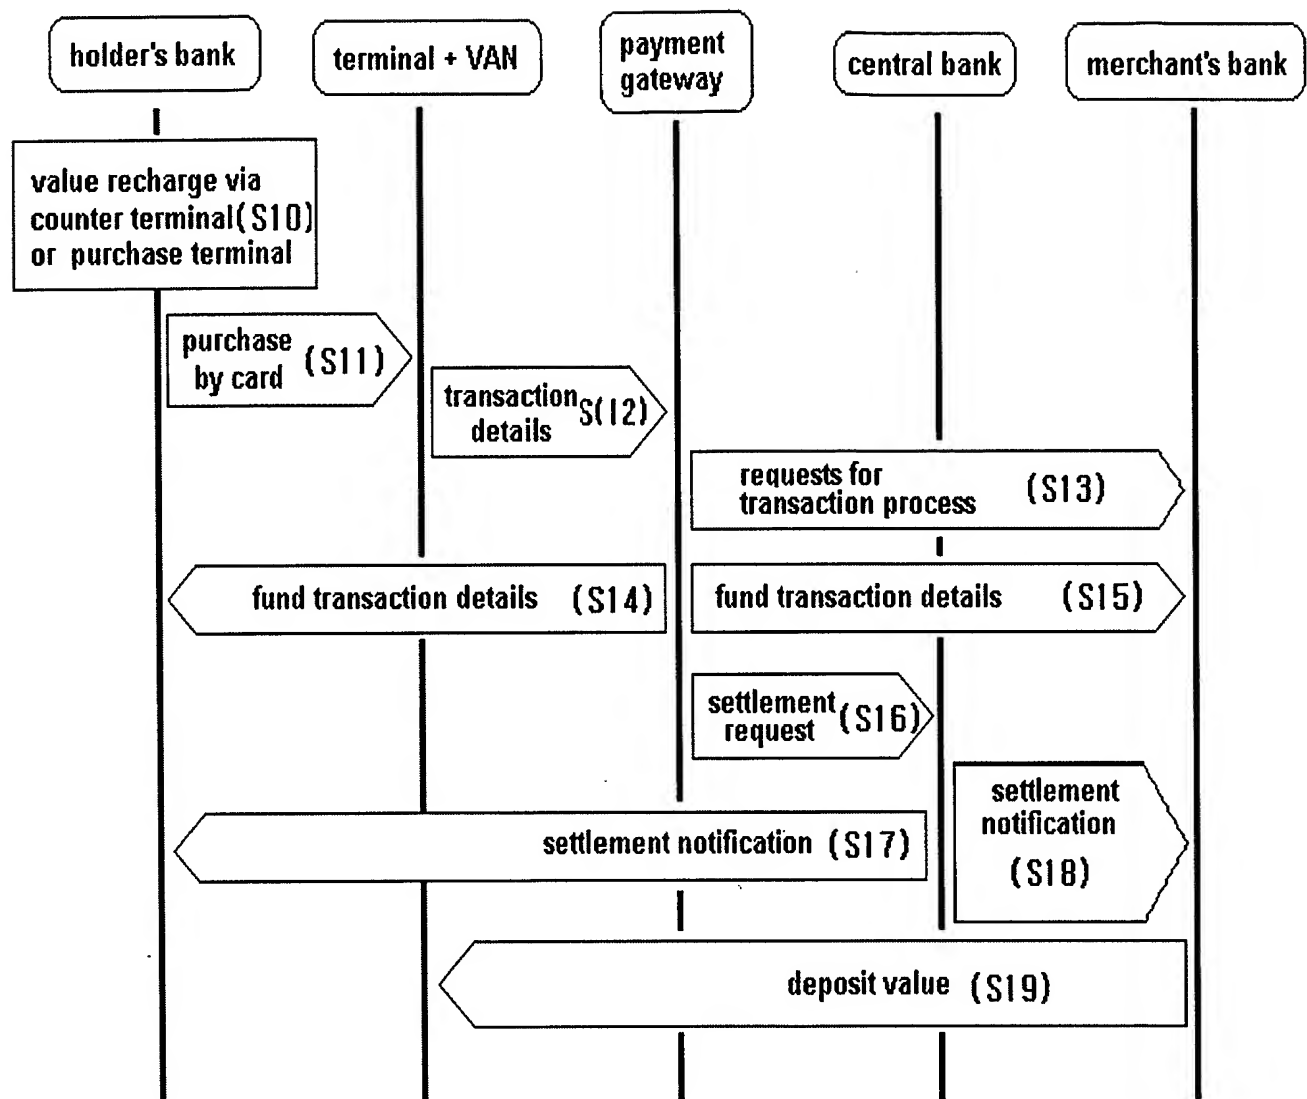 holder's bank
terminal + VAN
payment
gateway
central bank
merchant's bank
value recharge via
counter terminal(S10)
or purchase terminal
purchase
by card (S11)
transaction
details S(12)
requests for
transaction process (S13)
fund transaction details (S14)
fund transaction details (S15)
settlement
request (S16)
settlement notification (S17)
settlement
notification
(S18)
deposit value (S19)